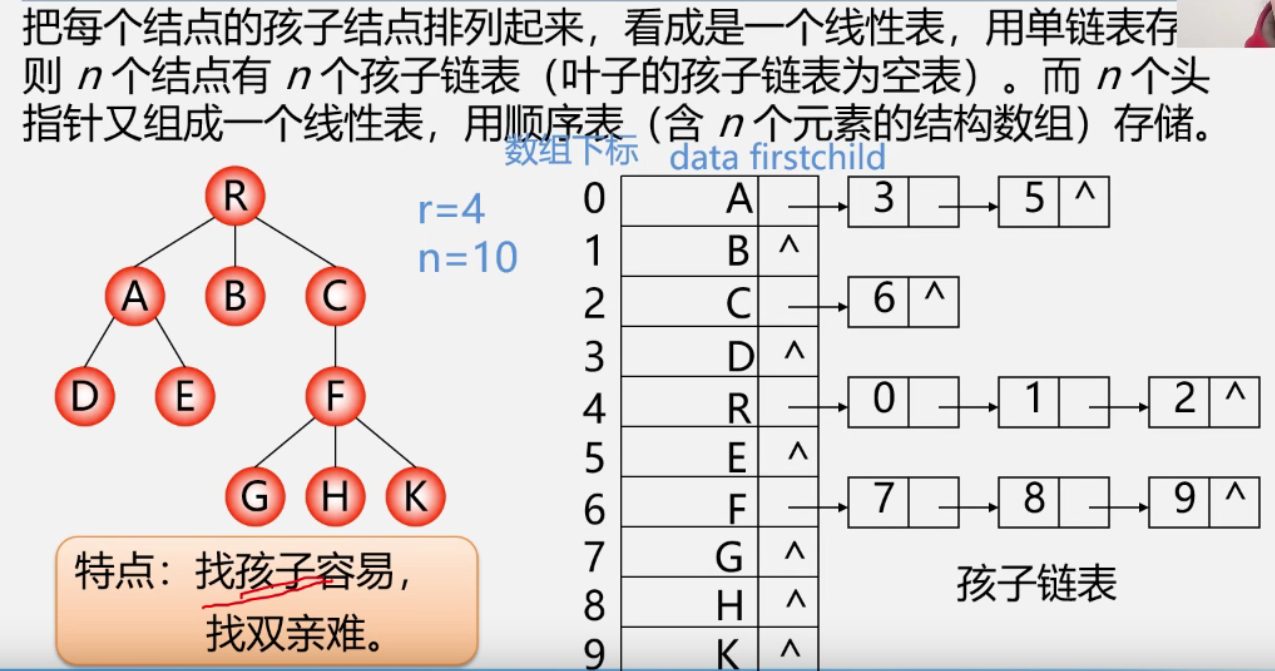 把每个结点的孩子结点排列起来，看成是一个线性表，用单链表存
则 n 个结点有 n 个孩子链表（叶子的孩子链表为空表）。而 n 个头
指针又组成一个线性表，用顺序表（含 n 个元素的结构数组）存储。
数组下标 data firstchild
R
A B C
D E F
G H K
r=4
n=10
0 A 3 5 ^
1 B ^
2 C 6 ^
3 D ^
4 R 0 1 2 ^
5 E ^
6 F 7 8 9 ^
7 G ^
8 H ^
9 K ^
孩子链表
特点：找孩子容易，
找双亲难。